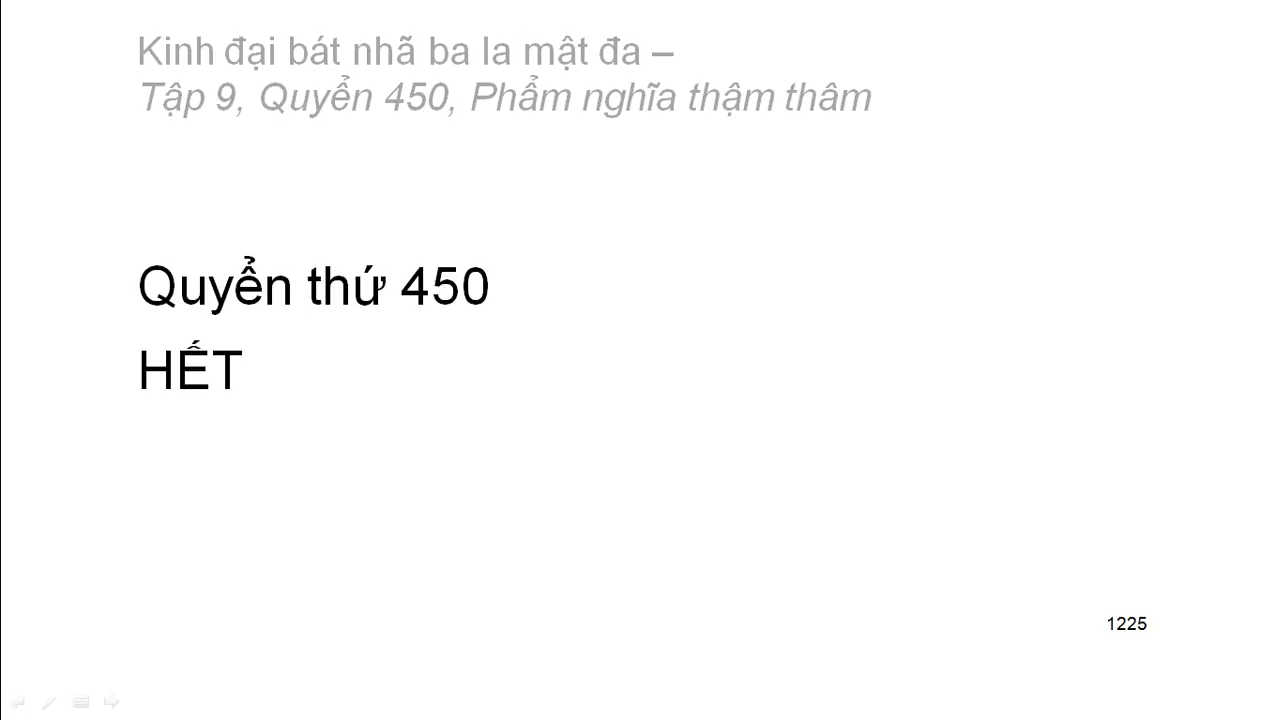 Kinh đại bát nhã ba la mật đa –
Tập 9, Quyển 450, Phẩm nghĩa thậm thâm
Quyển thứ 450
HẾT
1225